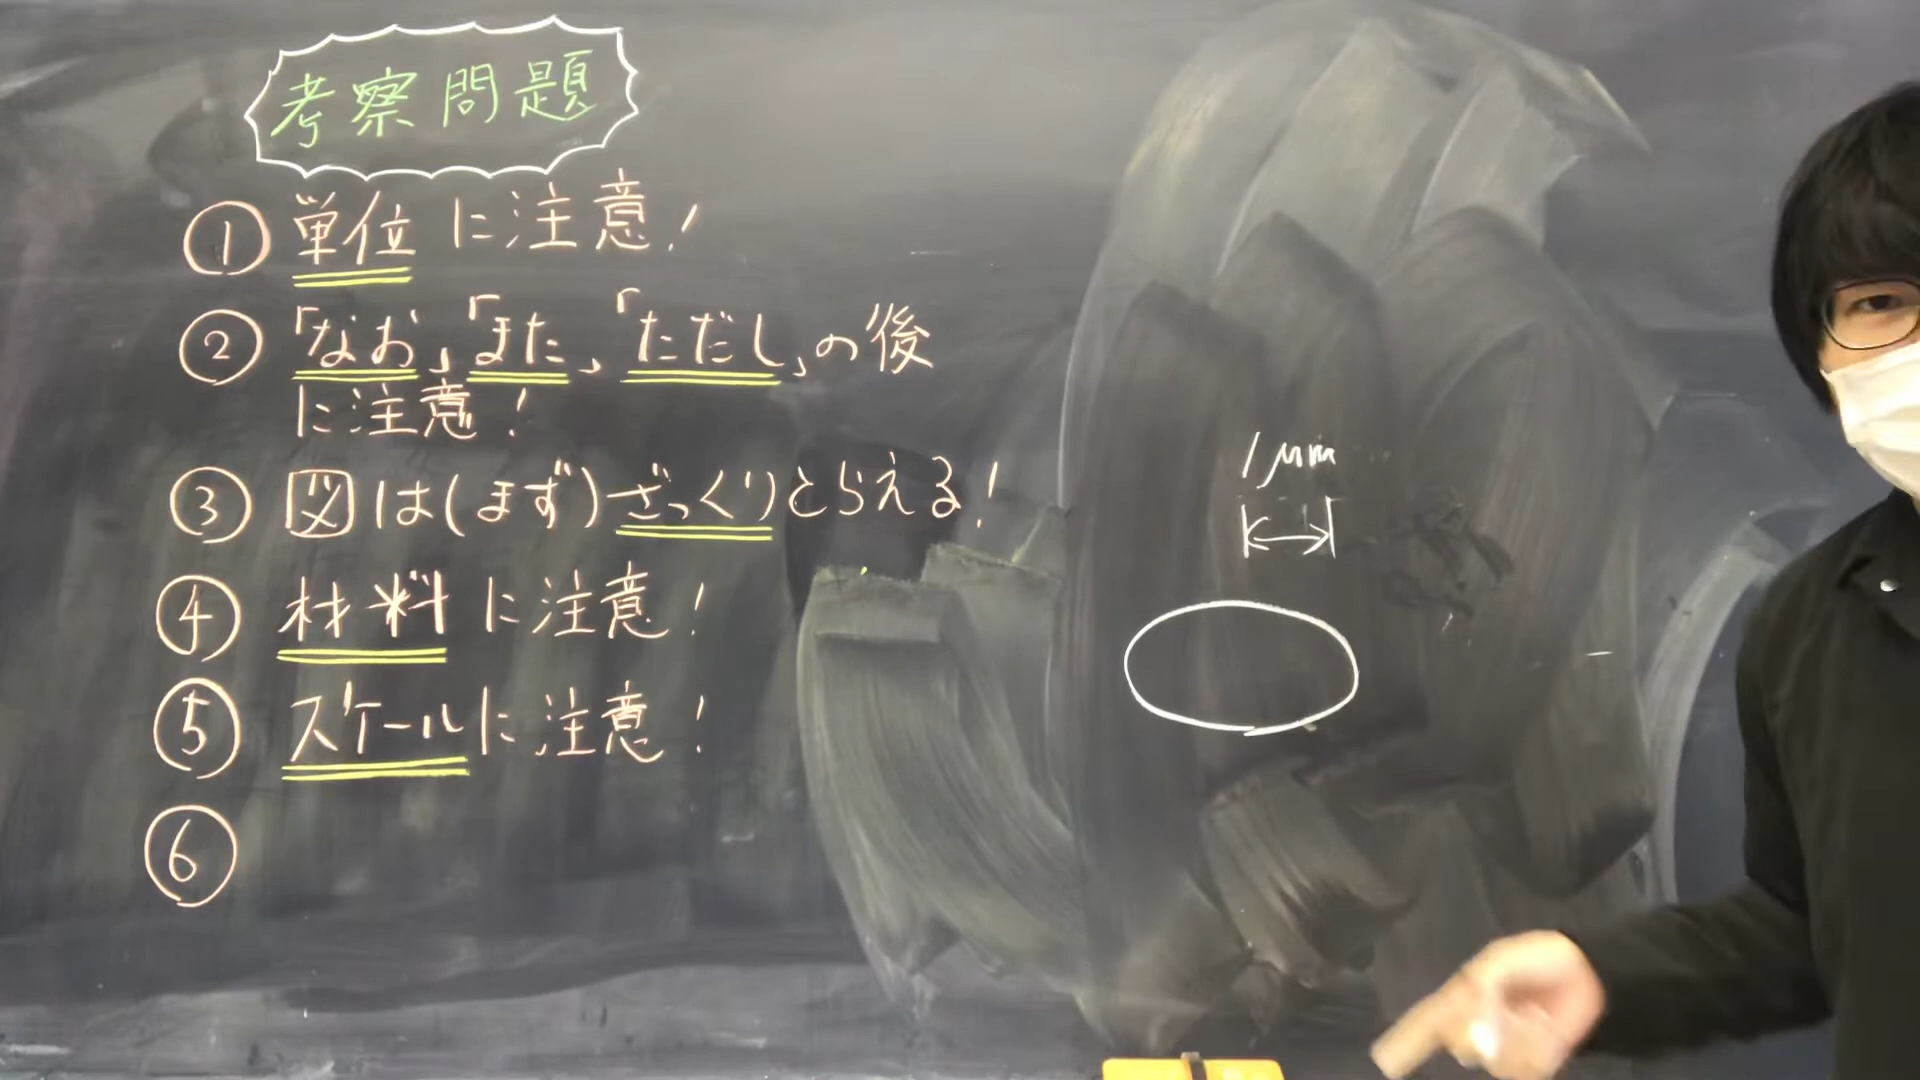 考察問題
① 単位に注意!
② 「なお」「また」、「ただし」の後
に注意!
③ 図は(まず)ざっくりとらえる!
④ 材料に注意!
⑤ スケールに注意!
⑥
1μm